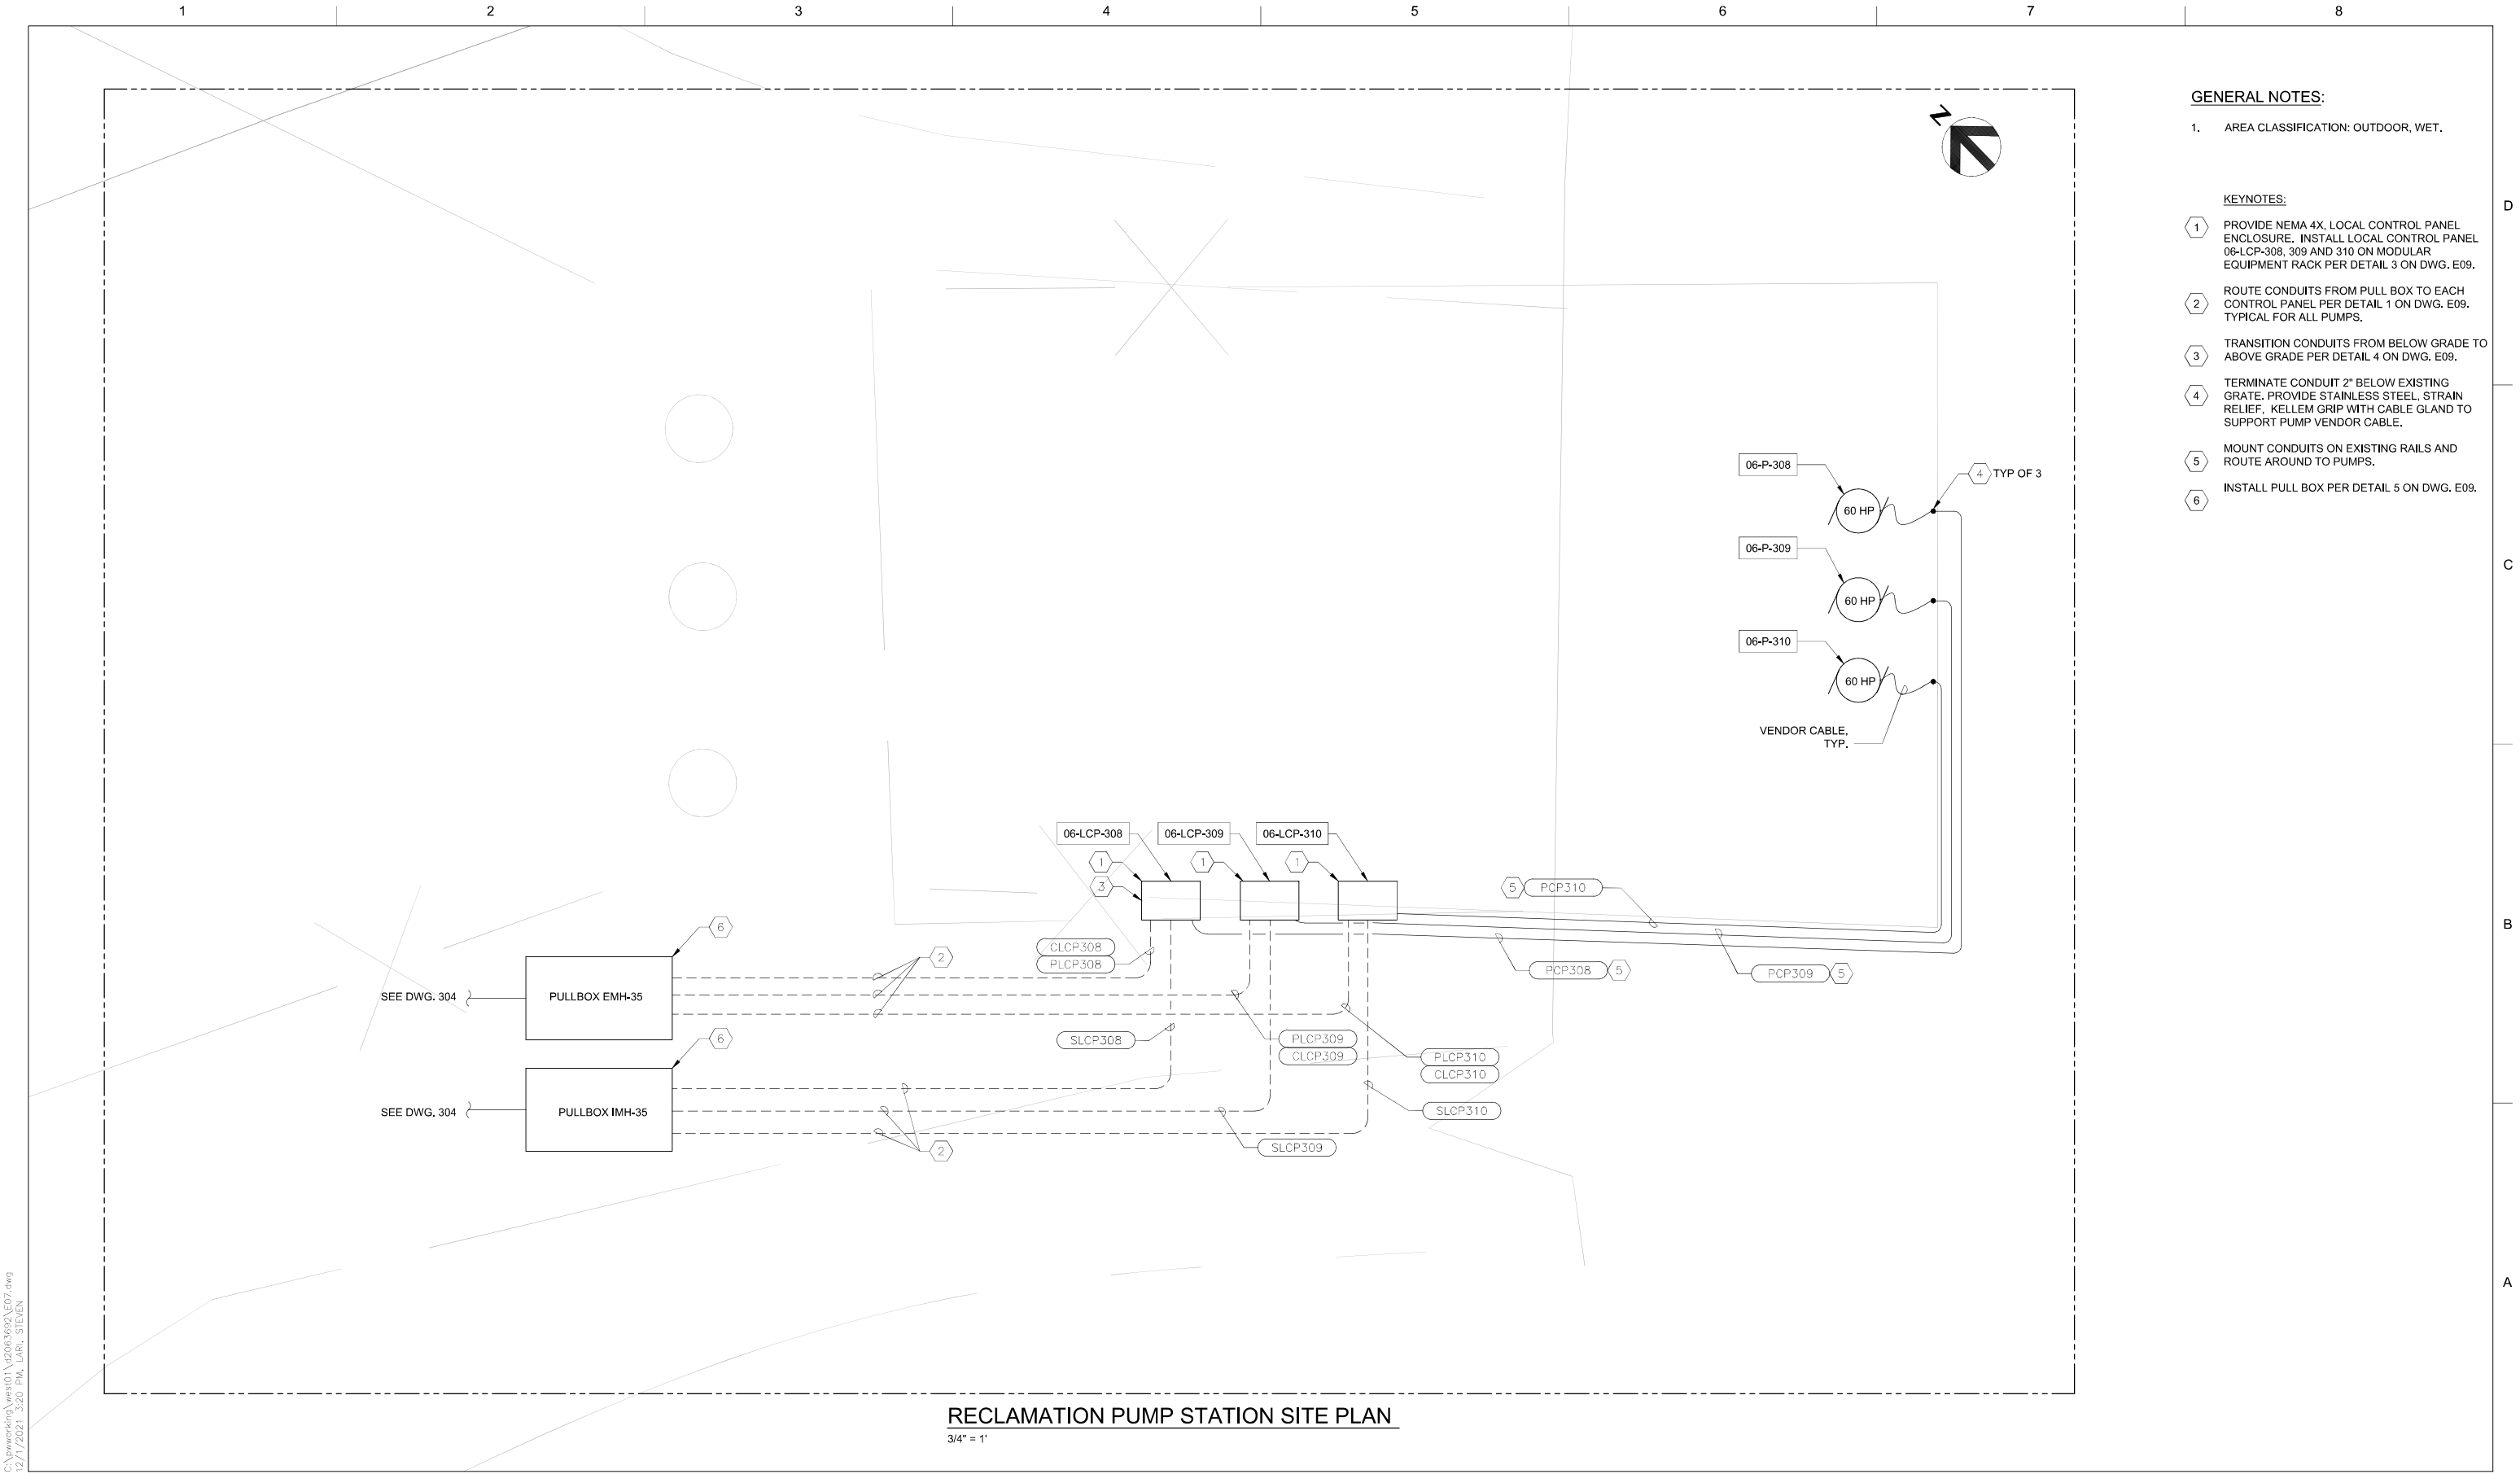 1 2 3 4 5 6 7 8
D
C
B
A
N
GENERAL NOTES:
1. AREA CLASSIFICATION: OUTDOOR, WET.
KEYNOTES:
1 PROVIDE NEMA 4X, LOCAL CONTROL PANEL
ENCLOSURE. INSTALL LOCAL CONTROL PANEL
06-LCP-308, 309 AND 310 ON MODULAR
EQUIPMENT RACK PER DETAIL 3 ON DWG. E09.
2 ROUTE CONDUITS FROM PULL BOX TO EACH
CONTROL PANEL PER DETAIL 1 ON DWG. E09.
TYPICAL FOR ALL PUMPS.
3 TRANSITION CONDUITS FROM BELOW GRADE TO
ABOVE GRADE PER DETAIL 4 ON DWG. E09.
4 TERMINATE CONDUIT 2" BELOW EXISTING
GRATE. PROVIDE STAINLESS STEEL, STRAIN
RELIEF, KELLEM GRIP WITH CABLE GLAND TO
SUPPORT PUMP VENDOR CABLE.
5 MOUNT CONDUITS ON EXISTING RAILS AND
ROUTE AROUND TO PUMPS.
6 INSTALL PULL BOX PER DETAIL 5 ON DWG. E09.
06-P-308
4 TYP OF 3
60 HP
06-P-309
60 HP
06-P-310
60 HP
VENDOR CABLE,
TYP.
06-LCP-308 06-LCP-309 06-LCP-310
1 1 1
3
5 PCP310
6
CLCP308
PLCP308
2
PCP308 5
PCP309 5
SEE DWG. 304 PULLBOX EMH-35
6
SLCP308
PLCP309
CLCP309
PLCP310
CLCP310
SEE DWG. 304 PULLBOX IMH-35
SLCP310
2
SLCP309
RECLAMATION PUMP STATION SITE PLAN
3/4" = 1'
C:\pwworking\west01\d2063692\E07.dwg
12/1/2021 3:20 PM, LARI, STEVEN